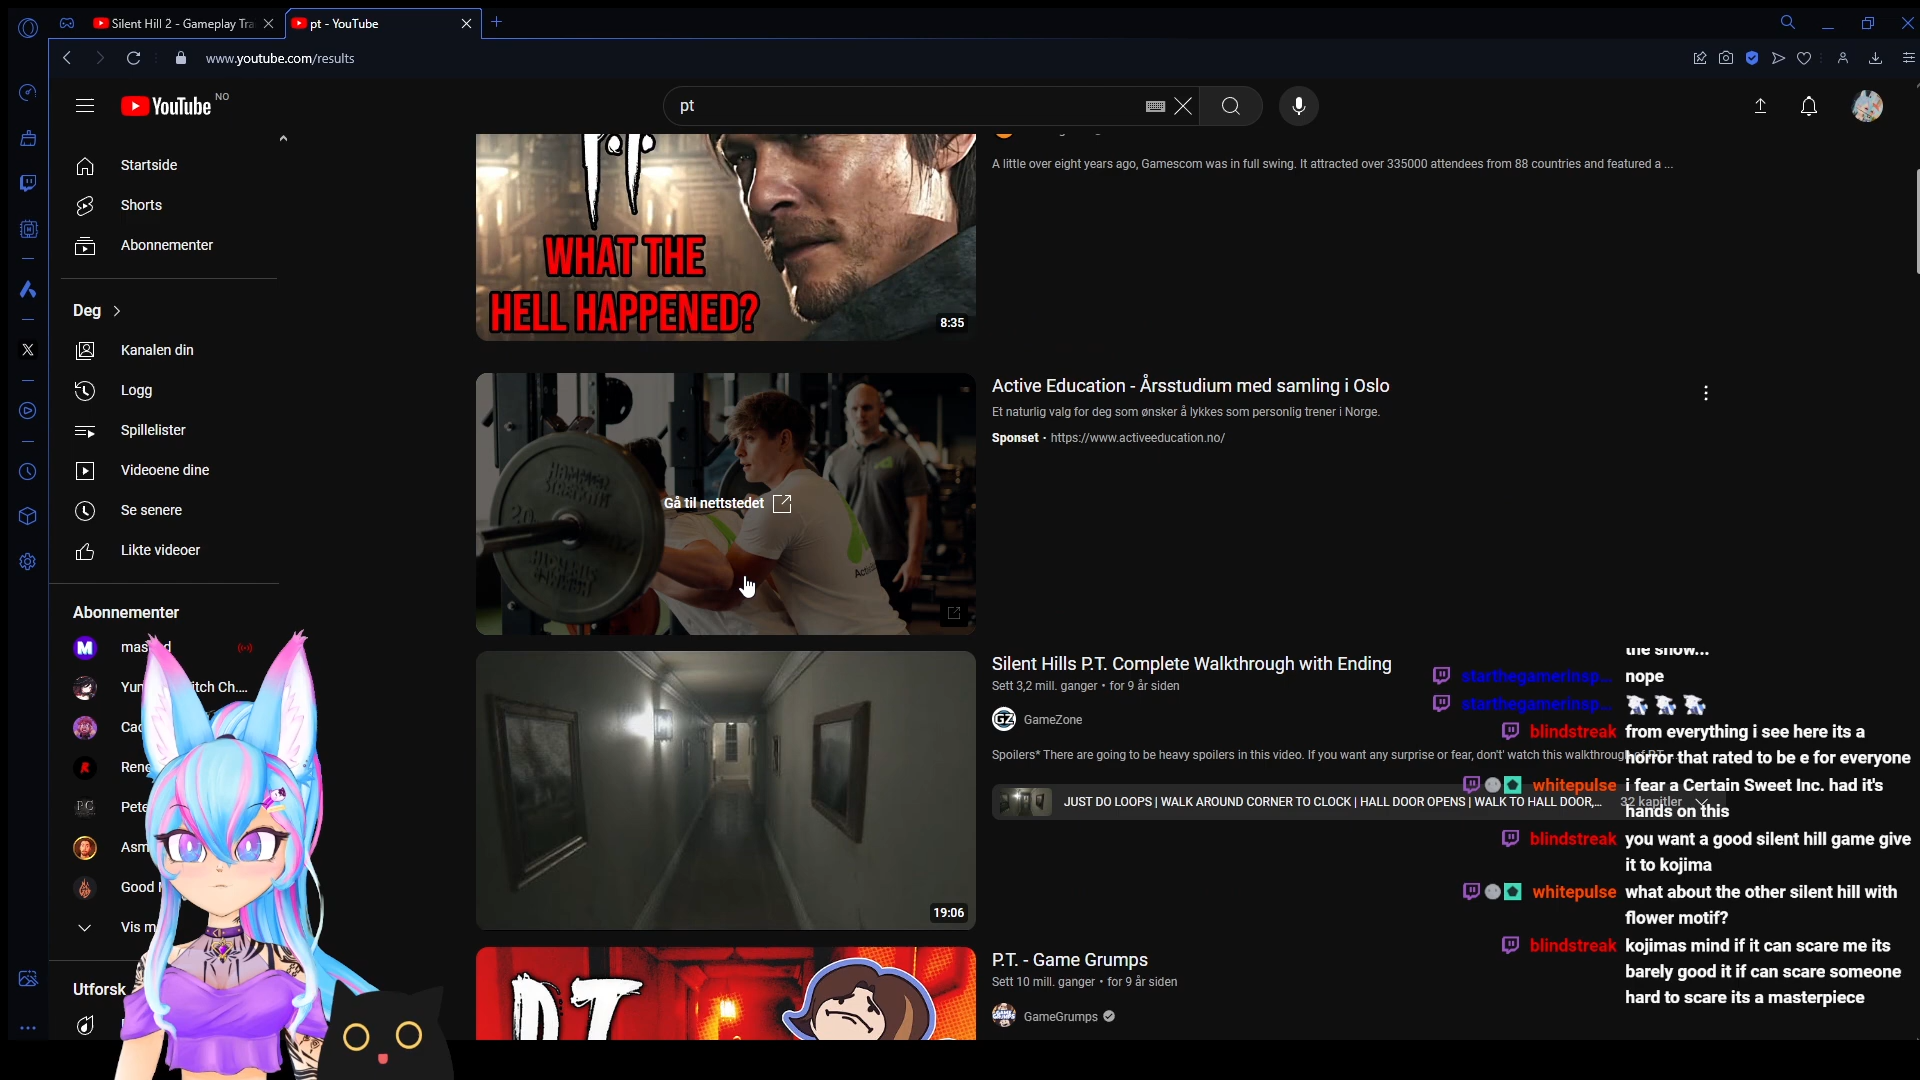 Silent Hill 2 - Gameplay Tra
pt - YouTube
www.youtube.com/results
YouTube NO
pt
Startside
Shorts
Abonnementer
Deg
Kanalen din
Logg
Spillelister
Videoene dine
Se senere
Likte videoer
Abonnementer
Vis m
Utforsk
WHAT THE
HELL HAPPENED?
8:35
A little over eight years ago, Gamescom was in full swing. It attracted over 335000 attendees from 88 countries and featured a ...
Gå til nettstedet
Active Education - Årsstudium med samling i Oslo
Et naturlig valg for deg som ønsker å lykkes som personlig trener i Norge.
Sponset · https://www.activeeducation.no/
19:06
Silent Hills P.T. Complete Walkthrough with Ending
Sett 3,2 mill. ganger • for 9 år siden
GZ GameZone
Spoilers* There are going to be heavy spoilers in this video. If you want any surprise or fear, don't' watch this walkthrough of P.T.
JUST DO LOOPS | WALK AROUND CORNER TO CLOCK | HALL DOOR OPENS | WALK TO HALL DOOR,...
32 kapitler
P.T. - Game Grumps
Sett 10 mill. ganger • for 9 år siden
GameGrumps
the show...
starthegamerinsp... nope
starthegamerinsp...
blindstreak from everything i see here its a
horror that rated to be e for everyone
whitepulse i fear a Certain Sweet Inc. had it's
hands on this
blindstreak you want a good silent hill game give
it to kojima
whitepulse what about the other silent hill with
flower motif?
blindstreak kojimas mind if it can scare me its
barely good it if can scare someone
hard to scare its a masterpiece